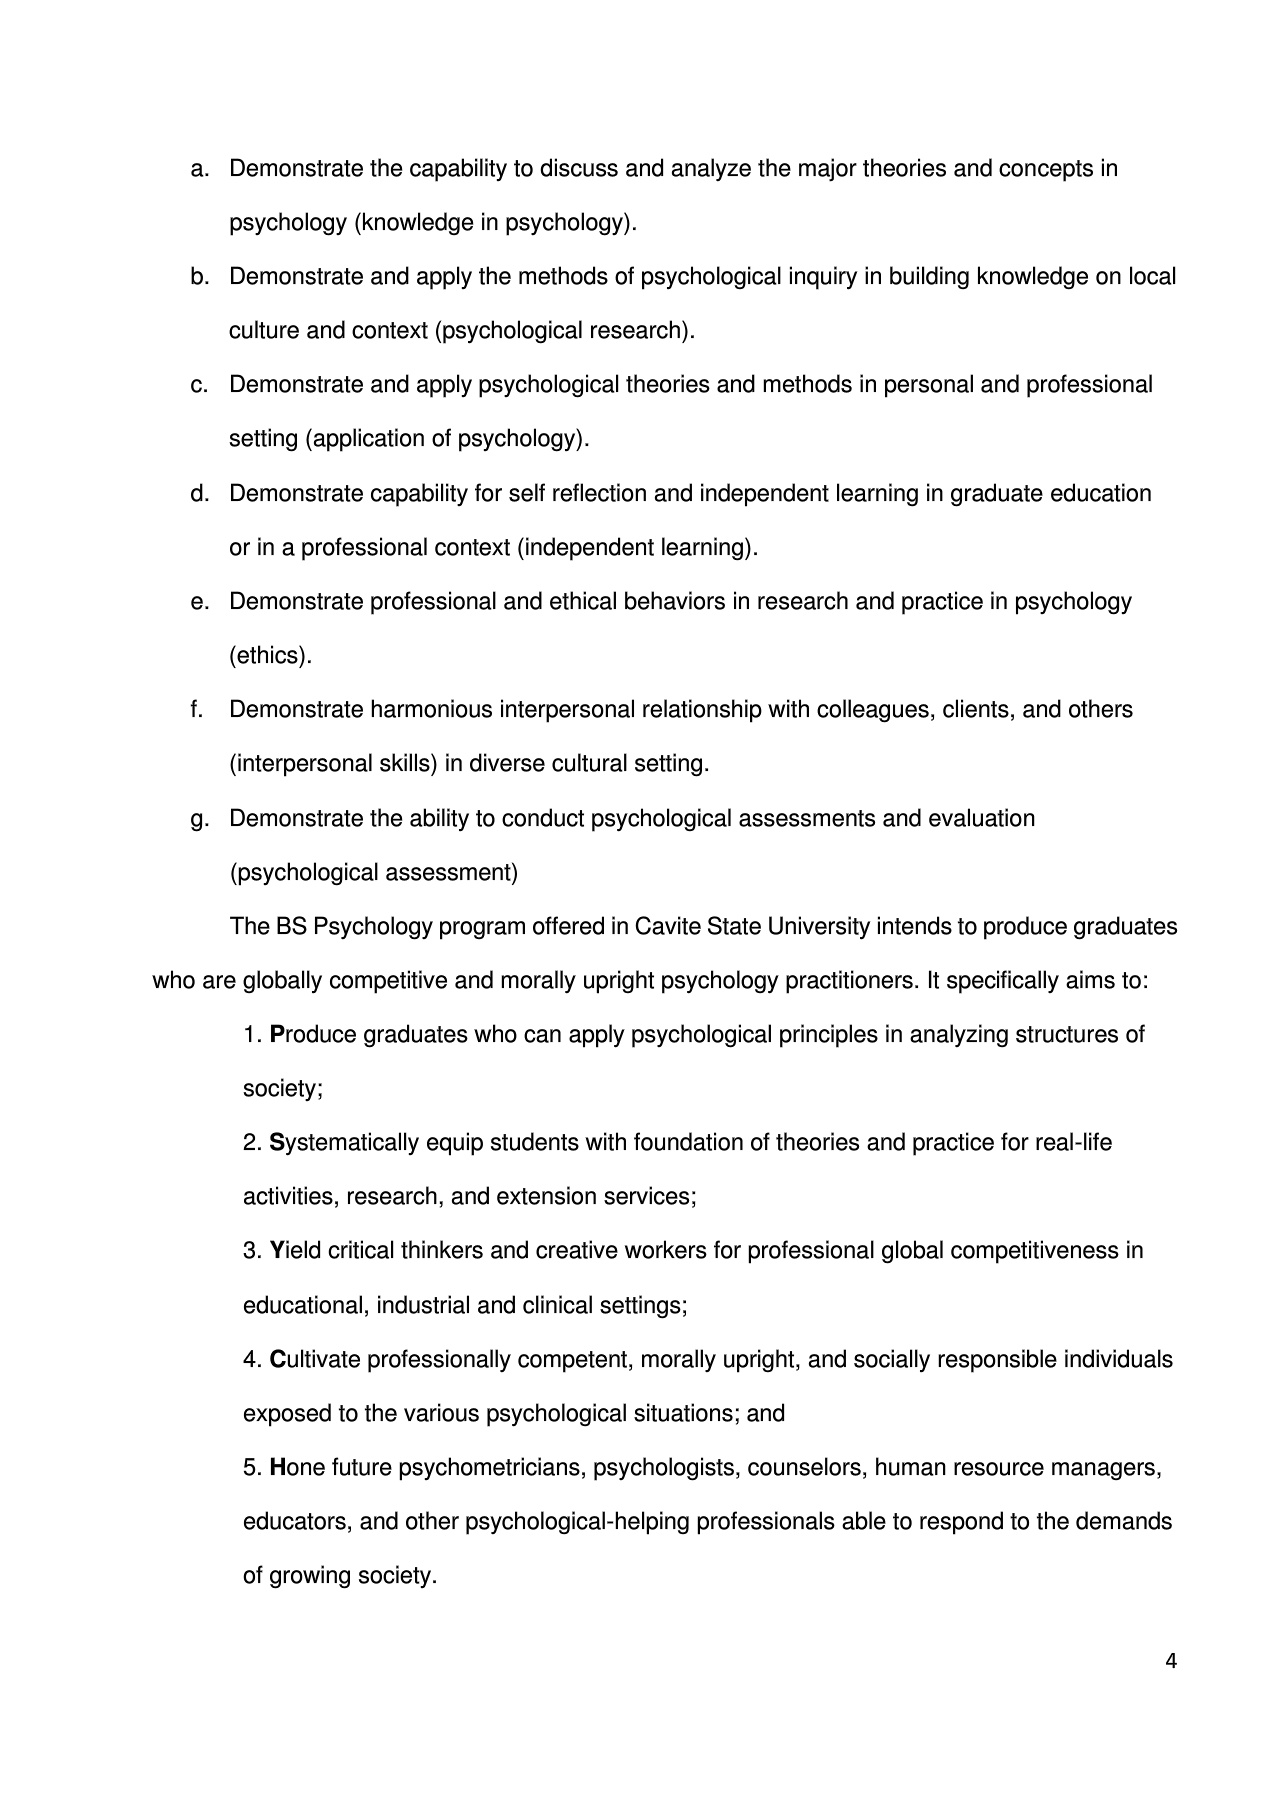 a. Demonstrate the capability to discuss and analyze the major theories and concepts in
psychology (knowledge in psychology).
b. Demonstrate and apply the methods of psychological inquiry in building knowledge on local
culture and context (psychological research).
c. Demonstrate and apply psychological theories and methods in personal and professional
setting (application of psychology).
d. Demonstrate capability for self reflection and independent learning in graduate education
or in a professional context (independent learning).
e. Demonstrate professional and ethical behaviors in research and practice in psychology
(ethics).
f. Demonstrate harmonious interpersonal relationship with colleagues, clients, and others
(interpersonal skills) in diverse cultural setting.
g. Demonstrate the ability to conduct psychological assessments and evaluation
(psychological assessment)
The BS Psychology program offered in Cavite State University intends to produce graduates
who are globally competitive and morally upright psychology practitioners. It specifically aims to:
1. Produce graduates who can apply psychological principles in analyzing structures of
society;
2. Systematically equip students with foundation of theories and practice for real-life
activities, research, and extension services;
3. Yield critical thinkers and creative workers for professional global competitiveness in
educational, industrial and clinical settings;
4. Cultivate professionally competent, morally upright, and socially responsible individuals
exposed to the various psychological situations; and
5. Hone future psychometricians, psychologists, counselors, human resource managers,
educators, and other psychological-helping professionals able to respond to the demands
of growing society.
4